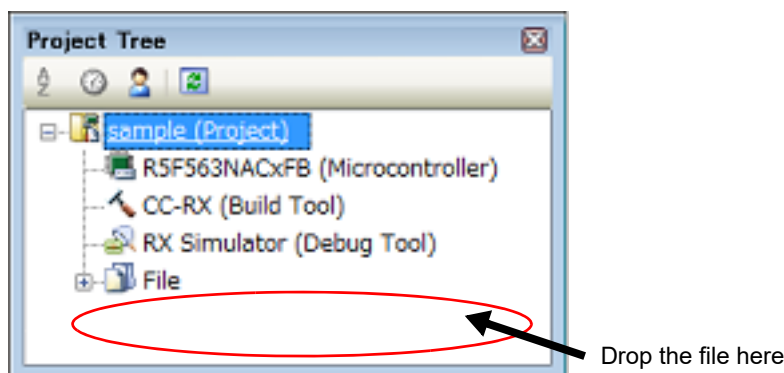 Project Tree
sample (Project)
R5F563NACxFB (Microcontroller)
CC-RX (Build Tool)
RX Simulator (Debug Tool)
File
Drop the file here